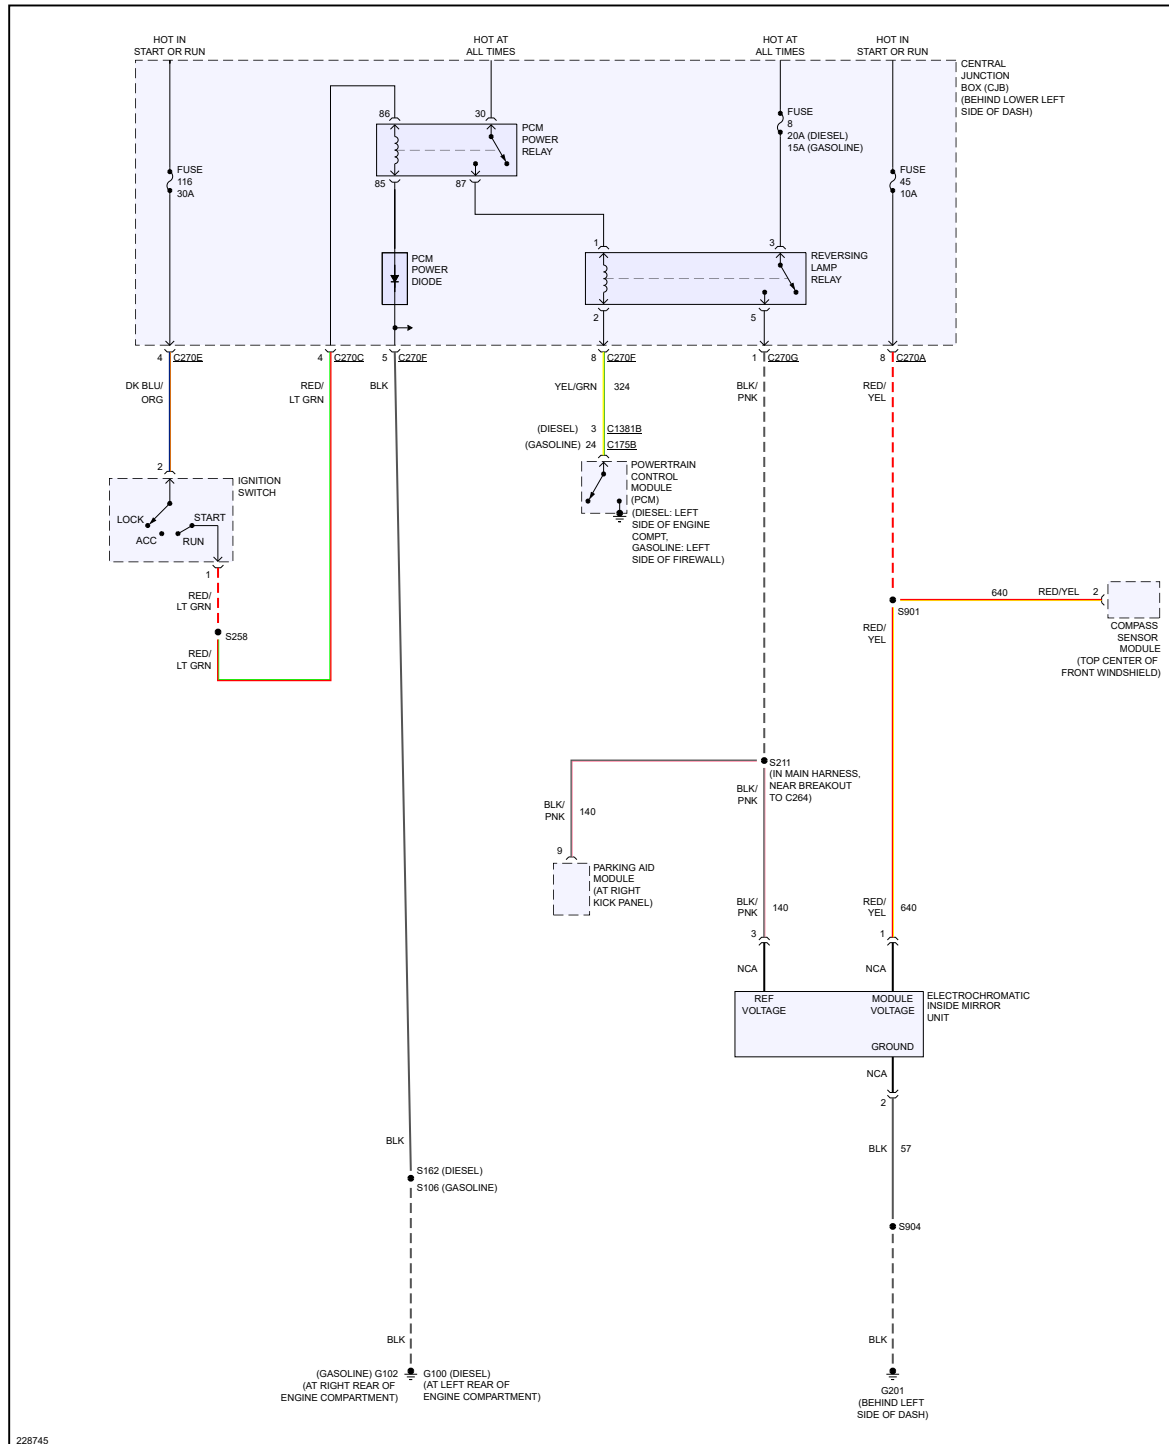 HOT IN
START OR RUN
HOT AT
ALL TIMES
HOT AT
ALL TIMES
HOT IN
START OR RUN
CENTRAL
JUNCTION
BOX (CJB)
(BEHIND LOWER LEFT
SIDE OF DASH)
86
30
PCM
POWER
RELAY
FUSE
8
20A (DIESEL)
15A (GASOLINE)
FUSE
116
30A
85
87
FUSE
45
10A
1
3
PCM
POWER
DIODE
REVERSING
LAMP
RELAY
2
5
4 C270E
4 C270C
5 C270F
8 C270F
1 C270G
8 C270A
DK BLU/
ORG
RED/
LT GRN
BLK
YEL/GRN 324
BLK/
PNK
RED/
YEL
(DIESEL) 3 C1381B
(GASOLINE) 24 C175B
2
IGNITION
SWITCH
POWERTRAIN
CONTROL
MODULE
(PCM)
(DIESEL: LEFT
SIDE OF ENGINE
COMPT,
GASOLINE: LEFT
SIDE OF FIREWALL)
LOCK
START
ACC
RUN
1
RED/
LT GRN
S258
RED/
LT GRN
640 RED/YEL 2
S901
COMPASS
SENSOR
MODULE
(TOP CENTER OF
FRONT WINDSHIELD)
RED/
YEL
S211
(IN MAIN HARNESS,
NEAR BREAKOUT
TO C264)
BLK/
PNK
BLK/
PNK
140
9
PARKING AID
MODULE
(AT RIGHT
KICK PANEL)
BLK/
PNK
140
RED/
YEL
640
3
1
NCA
NCA
REF
VOLTAGE
MODULE
VOLTAGE
GROUND
ELECTROCHROMATIC
INSIDE MIRROR
UNIT
NCA
2
BLK
BLK 57
S162 (DIESEL)
S106 (GASOLINE)
S904
BLK
BLK
(GASOLINE) G102
(AT RIGHT REAR OF
ENGINE COMPARTMENT)
G100 (DIESEL)
(AT LEFT REAR OF
ENGINE COMPARTMENT)
G201
(BEHIND LEFT
SIDE OF DASH)
228745